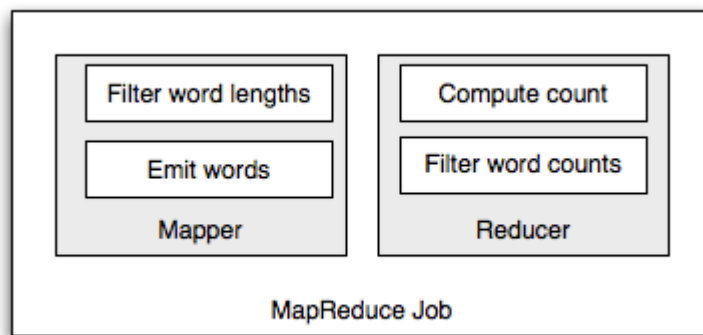 Filter word lengths
Emit words
Mapper
Compute count
Filter word counts
Reducer
MapReduce Job